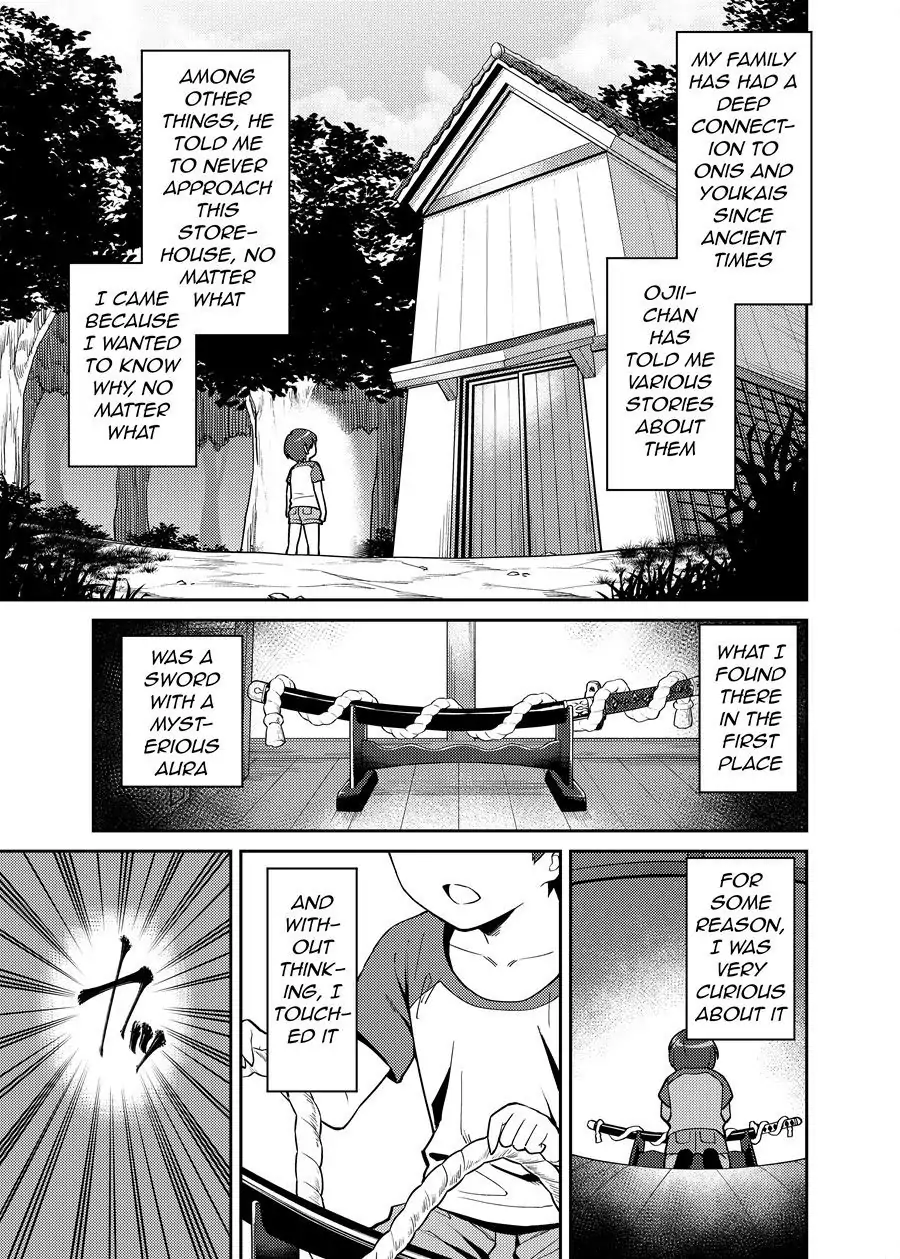 MY FAMILY
HAS HAD A
DEEP
CONNECT-
ION TO
ONIS AND
YOUKAIS
SINCE
ANCIENT
TIMES
OJII-
CHAN
HAS
TOLD ME
VARIOUS
STORIES
ABOUT
THEM
AMONG
OTHER
THINGS, HE
TOLD ME
TO NEVER
APPROACH
THIS
STORE-
HOUSE, NO
MATTER
WHAT
I CAME
BECAUSE
I WANTED
TO KNOW
WHY, NO
MATTER
WHAT
WHAT I
FOUND
THERE
IN THE
FIRST
PLACE
WAS A
SWORD
WITH A
MYST-
ERIOUS
AURA
FOR
SOME
REASON,
I WAS
VERY
CURIOUS
ABOUT IT
AND
WITH-
OUT
THINK-
ING, I
TOUCH-
ED IT
カッ